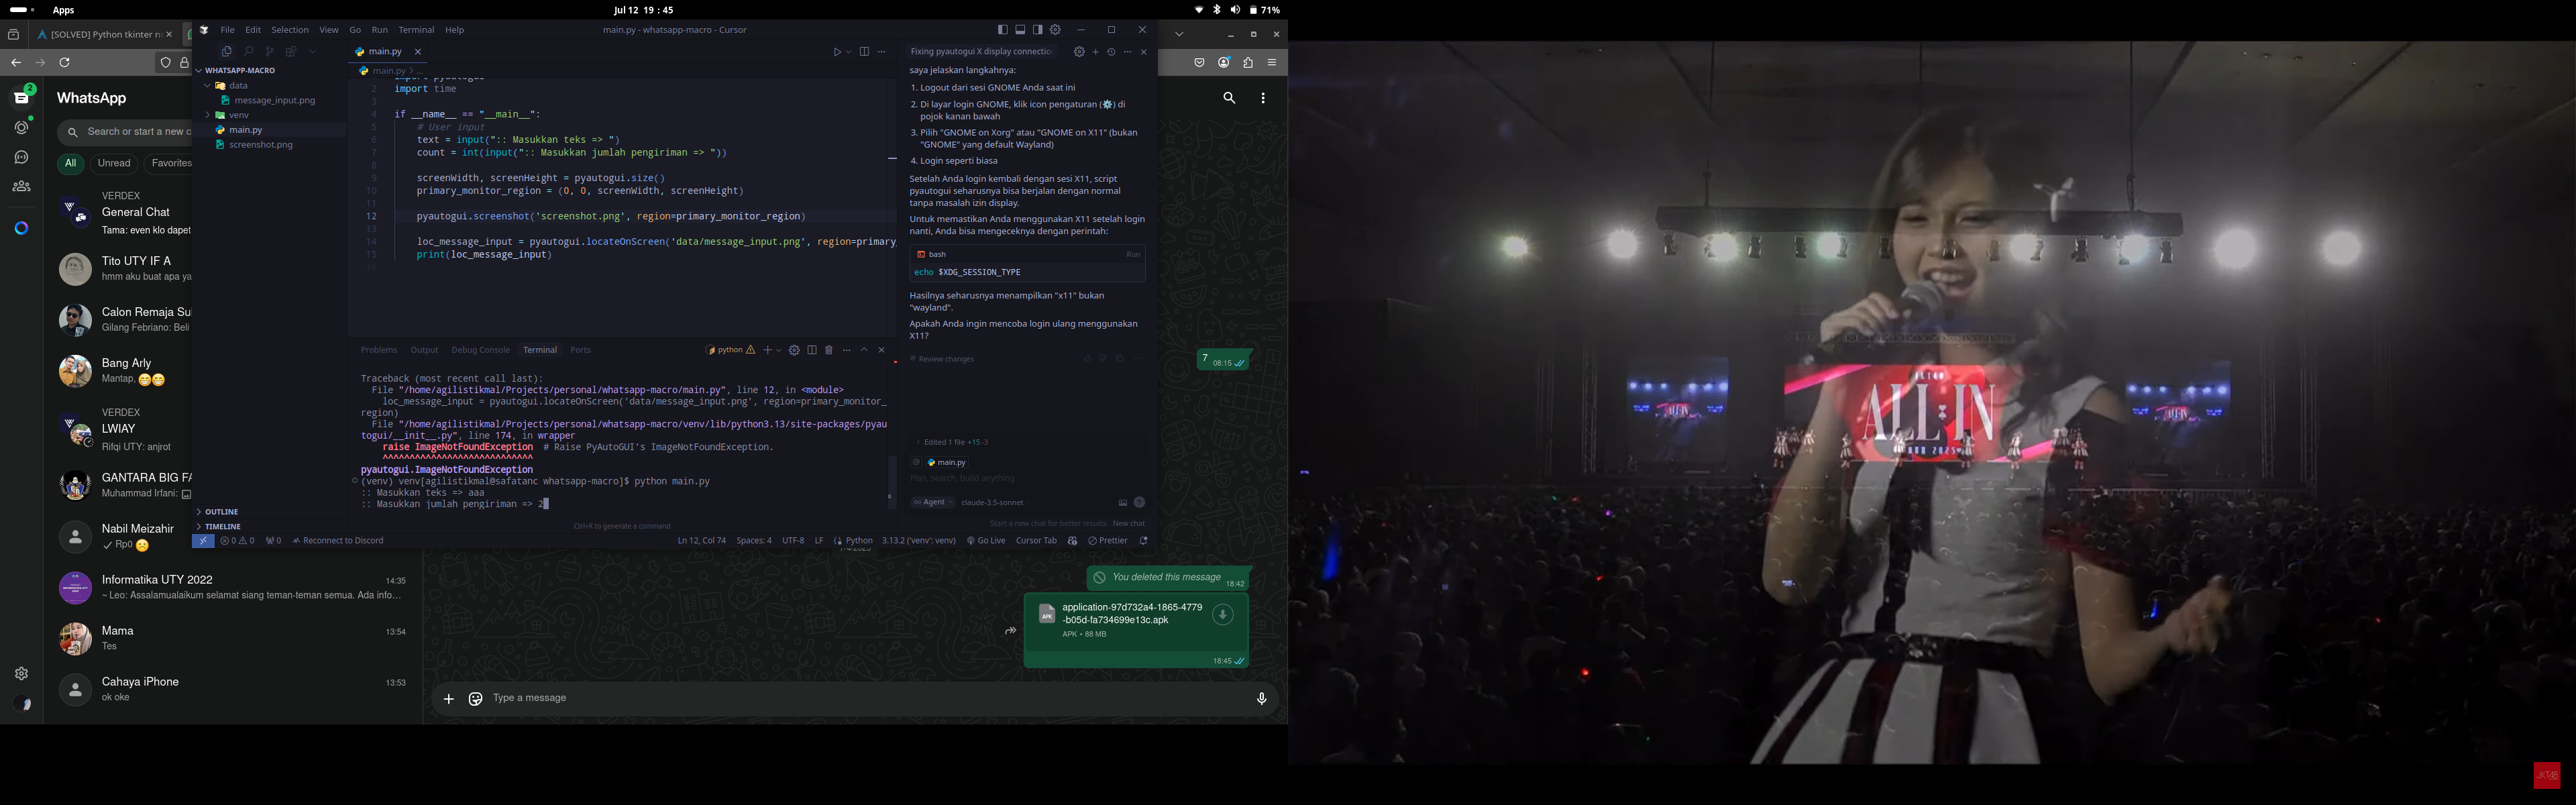 Apps
Jul 12 19 : 45
71%
[SOLVED] Python tkinter n
File Edit Selection View Go Run Terminal Help
main.py - whatsapp-macro - Cursor
2
WhatsApp
Search or start a new c
All Unread Favorites
VERDEX
General Chat
Tama: even klo dapet
Tito UTY IF A
hmm aku buat apa ya
Calon Remaja Su
Gilang Febriano: Beli
Bang Arly
Mantap, 😁😁
VERDEX
LWIAY
Rifqi UTY: anjrot
GANTARA BIG FA
Muhammad Irfani:
Nabil Meizahir
Rp0 ☹️
Informatika UTY 2022
14:35
~ Leo: Assalamualaikum selamat siang teman-teman semua. Ada info…
Mama
13:54
Tes
Cahaya iPhone
13:53
ok oke
WHATSAPP-MACRO
data
message_input.png
venv
main.py
screenshot.png
OUTLINE
TIMELINE
main.py
main.py > ...
import pyautogui
2 import time
3
4 if __name__ == "__main__":
5 # User input
6 text = input(":: Masukkan teks => ")
7 count = int(input(":: Masukkan jumlah pengiriman => "))
8
9 screenWidth, screenHeight = pyautogui.size()
10 primary_monitor_region = (0, 0, screenWidth, screenHeight)
11
12 pyautogui.screenshot('screenshot.png', region=primary_monitor_region)
13
14 loc_message_input = pyautogui.locateOnScreen('data/message_input.png', region=primary_
15 print(loc_message_input)
16
Problems Output Debug Console Terminal Ports
python
Traceback (most recent call last):
File "/home/agilistikmal/Projects/personal/whatsapp-macro/main.py", line 12, in <module>
loc_message_input = pyautogui.locateOnScreen('data/message_input.png', region=primary_monitor_
region)
File "/home/agilistikmal/Projects/personal/whatsapp-macro/venv/lib/python3.13/site-packages/pyau
togui/__init__.py", line 174, in wrapper
raise ImageNotFoundException # Raise PyAutoGUI's ImageNotFoundException.
^^^^^^^^^^^^^^^^^^^^^^^^^^^^
pyautogui.ImageNotFoundException
(venv) venv[agilistikmal@safatanc whatsapp-macro]$ python main.py
:: Masukkan teks => aaa
:: Masukkan jumlah pengiriman => 2
Ctrl+K to generate a command
0 0 0 Reconnect to Discord
Ln 12, Col 74 Spaces: 4 UTF-8 LF Python 3.13.2 ('venv': venv) Go Live Cursor Tab Prettier
Fixing pyautogui X display connectio
saya jelaskan langkahnya:
1. Logout dari sesi GNOME Anda saat ini
2. Di layar login GNOME, klik icon pengaturan (⚙️) di
pojok kanan bawah
3. Pilih "GNOME on Xorg" atau "GNOME on X11" (bukan
"GNOME" yang default Wayland)
4. Login seperti biasa
Setelah Anda login kembali dengan sesi X11, script
pyautogui seharusnya bisa berjalan dengan normal
tanpa masalah izin display.
Untuk memastikan Anda menggunakan X11 setelah login
nanti, Anda bisa mengeceknya dengan perintah:
bash
Run
echo $XDG_SESSION_TYPE
Hasilnya seharusnya menampilkan "x11" bukan
"wayland".
Apakah Anda ingin mencoba login ulang menggunakan
X11?
Review changes
Edited 1 file +15 -3
@ main.py
Plan, search, build anything
Agent
claude-3.5-sonnet
Start a new chat for better results. New chat
7
08:15
You deleted this message
18:42
APK
application-97d732a4-1865-4779
-b05d-fa734699e13c.apk
APK • 88 MB
18:45
Type a message
JKT48
ALL:IN
JKT48